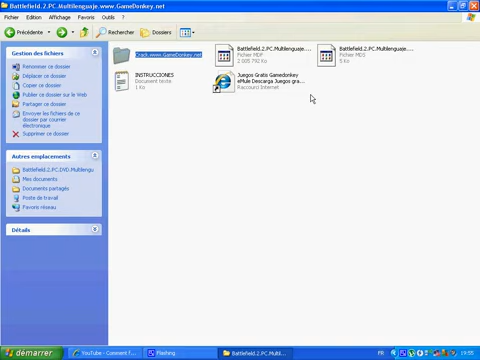 Battlefield.2.PC.Multilenguaje.www.GameDonkey.net
Fichier Edition Affichage Favoris Outils ?
Précédente Rechercher Dossiers
Gestion des fichiers
Renommer ce dossier
Déplacer ce dossier
Copier ce dossier
Publier ce dossier sur le Web
Partager ce dossier
Envoyer les fichiers de ce
dossier par courrier
électronique
Supprimer ce dossier
Autres emplacements
Battlefield.2.PC.DVD.Multilengu
Mes documents
Documents partagés
Poste de travail
Favoris réseau
Détails
Crack.www.GameDonkey.net
Battlefield.2.PC.Multilenguaje....
Fichier MDF
2 005 792 Ko
Battlefield.2.PC.Multilenguaje....
Fichier MDS
5 Ko
INSTRUCCIONES
Document texte
1 Ko
Juegos Gratis Gamedonkey
eMule Descarga Juegos gra...
Raccourci Internet
démarrer
YouTube - Comment f...
Battlefield.2.PC.Multi...
FR
19:55